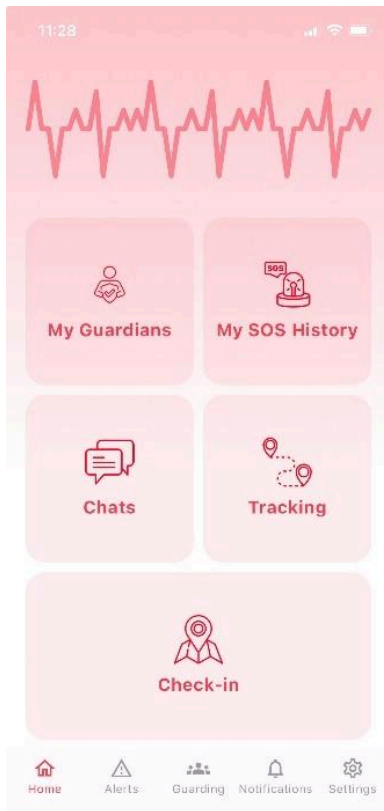 11:28
SOS
My Guardians
My SOS History
Chats
Tracking
Check-in
Home
Alerts
Guarding
Notifications
Settings